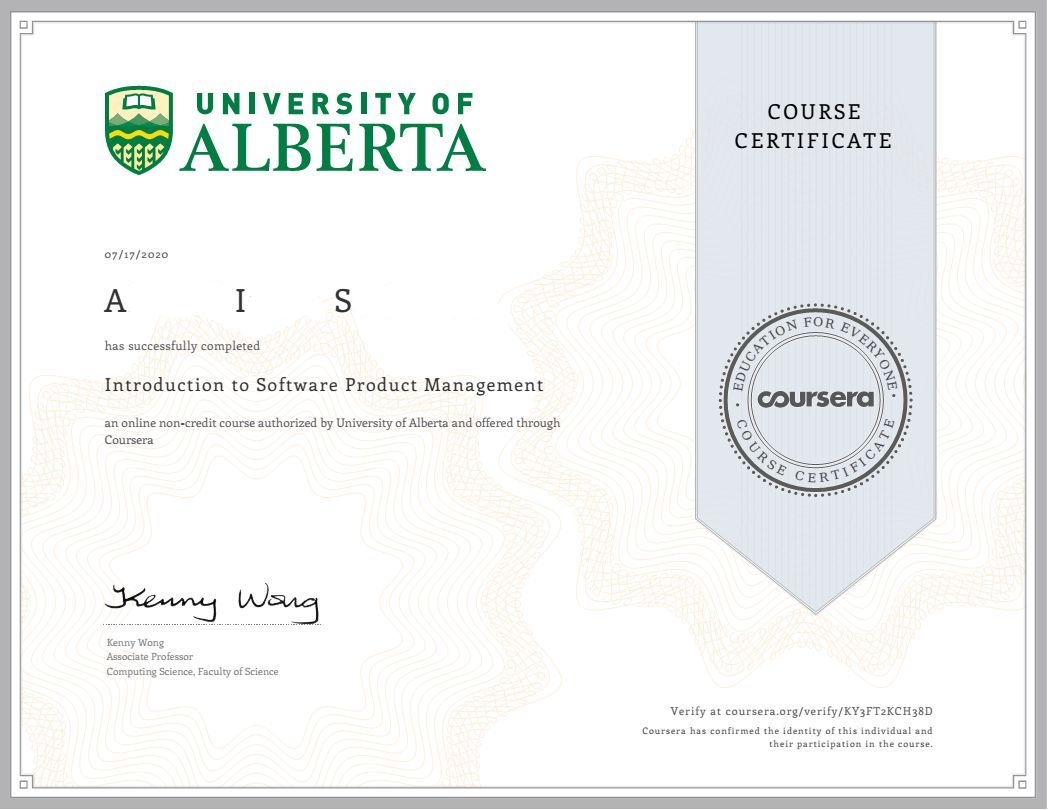 UNIVERSITY OF
ALBERTA
COURSE
CERTIFICATE
07/17/2020
A I S
has successfully completed
Introduction to Software Product Management
an online non-credit course authorized by University of Alberta and offered through
Coursera
EDUCATION FOR EVERYONE
coursera
COURSE CERTIFICATE
Kenny Wong
Kenny Wong
Associate Professor
Computing Science, Faculty of Science
Verify at coursera.org/verify/KY3FT2KCH38D
Coursera has confirmed the identity of this individual and
their participation in the course.